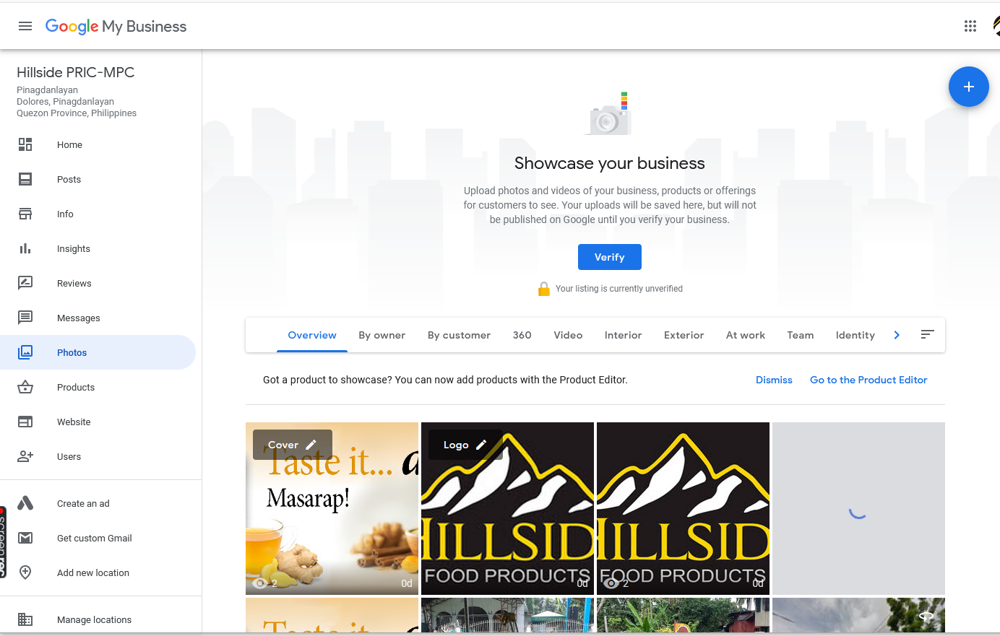 Google My Business
Hillside PRIC-MPC
Pinagdanlayan
Dolores, Pinagdanlayan
Quezon Province, Philippines
Home
Posts
Info
Insights
Reviews
Messages
Photos
Products
Website
Users
Create an ad
Get custom Gmail
Add new location
Manage locations
Showcase your business
Upload photos and videos of your business, products or offerings
for customers to see. Your uploads will be saved here, but will not
be published on Google until you verify your business.
Verify
Your listing is currently unverified
Overview By owner By customer 360 Video Interior Exterior At work Team Identity
Got a product to showcase? You can now add products with the Product Editor.
Dismiss Go to the Product Editor
Cover
Taste it... a
Masarap!
2 0d
Logo
HILLSID
FOOD PRODUCTS
0d
HILLSID
FOOD PRODUCTS
2 0d
Taste it...